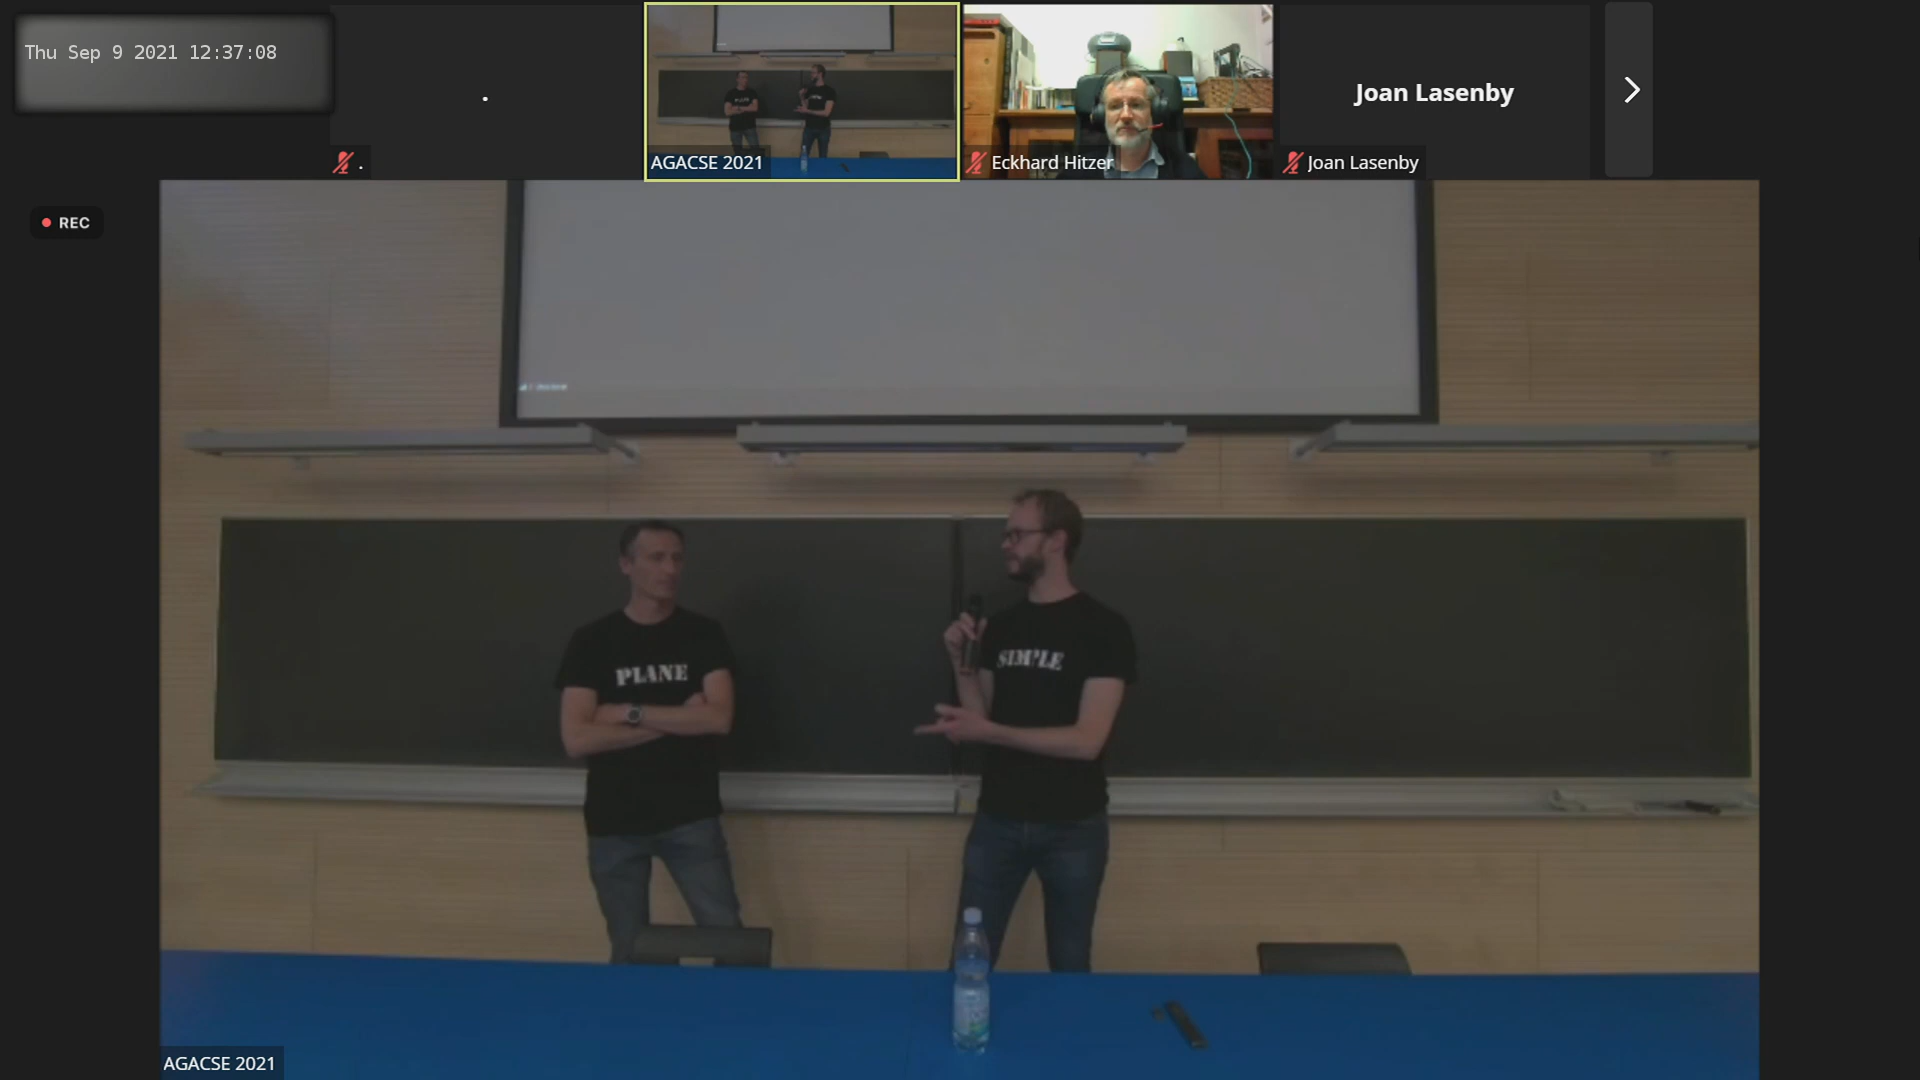 Thu Sep 9 2021 12:37:08
.
.
AGACSE 2021
Eckhard Hitzer
Joan Lasenby
Joan Lasenby
REC
PLANE
SIMPLE
AGACSE 2021